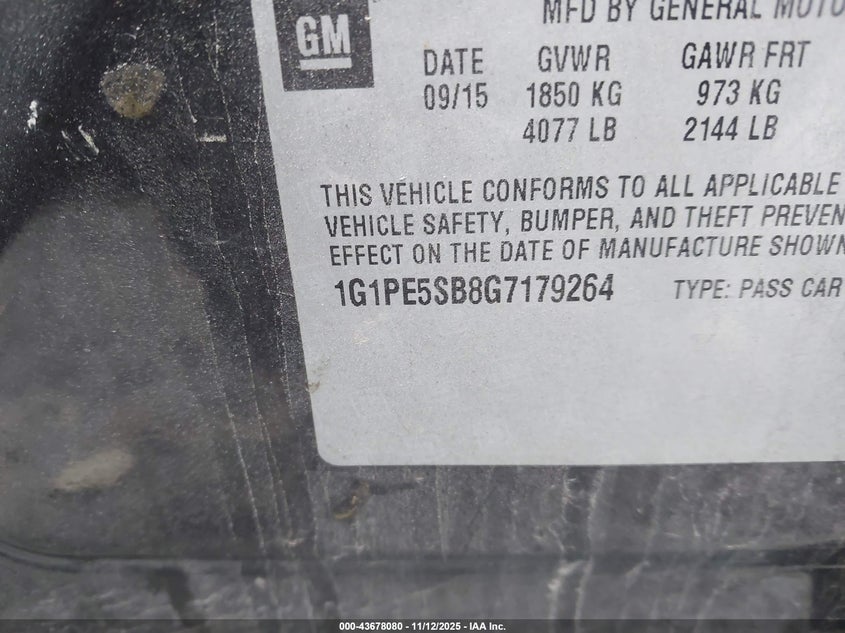 GM
MFD BY GENERAL MOTO
DATE GVWR GAWR FRT
09/15 1850 KG 973 KG
4077 LB 2144 LB
THIS VEHICLE CONFORMS TO ALL APPLICABLE
VEHICLE SAFETY, BUMPER, AND THEFT PREVEN
EFFECT ON THE DATE OF MANUFACTURE SHOWN
1G1PE5SB8G7179264 TYPE: PASS CAR
000-43678080 - 11/12/2025 - IAA Inc.